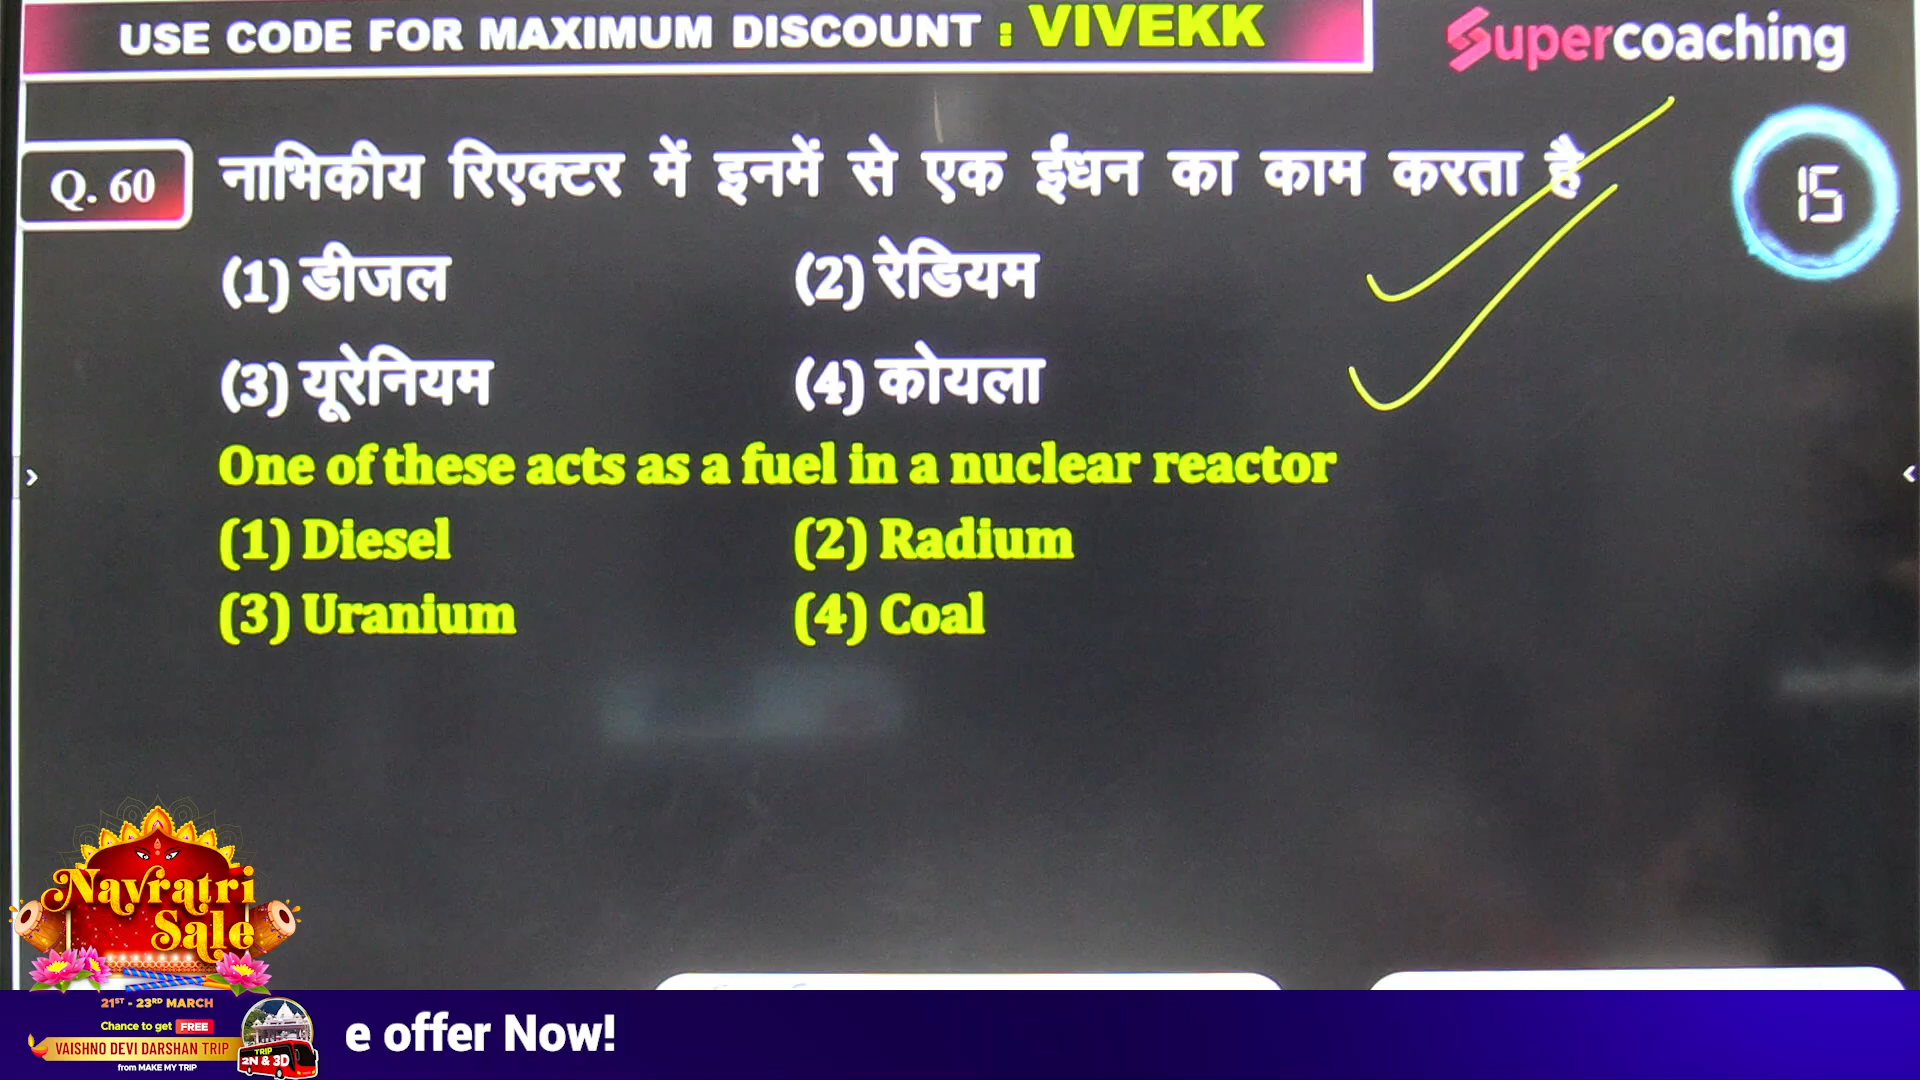 USE CODE FOR MAXIMUM DISCOUNT : VIVEKK
Supercoaching
Q. 60 नाभिकीय रिएक्टर में इनमें से एक ईंधन का काम करता है
15
(1) डीजल (2) रेडियम
(3) यूरेनियम (4) कोयला
One of these acts as a fuel in a nuclear reactor
(1) Diesel (2) Radium
(3) Uranium (4) Coal
Navratri
Sale
21ST - 23RD MARCH
Chance to get FREE
VAISHNO DEVI DARSHAN TRIP
from MAKE MY TRIP
TRIP
2N & 3D
e offer Now!